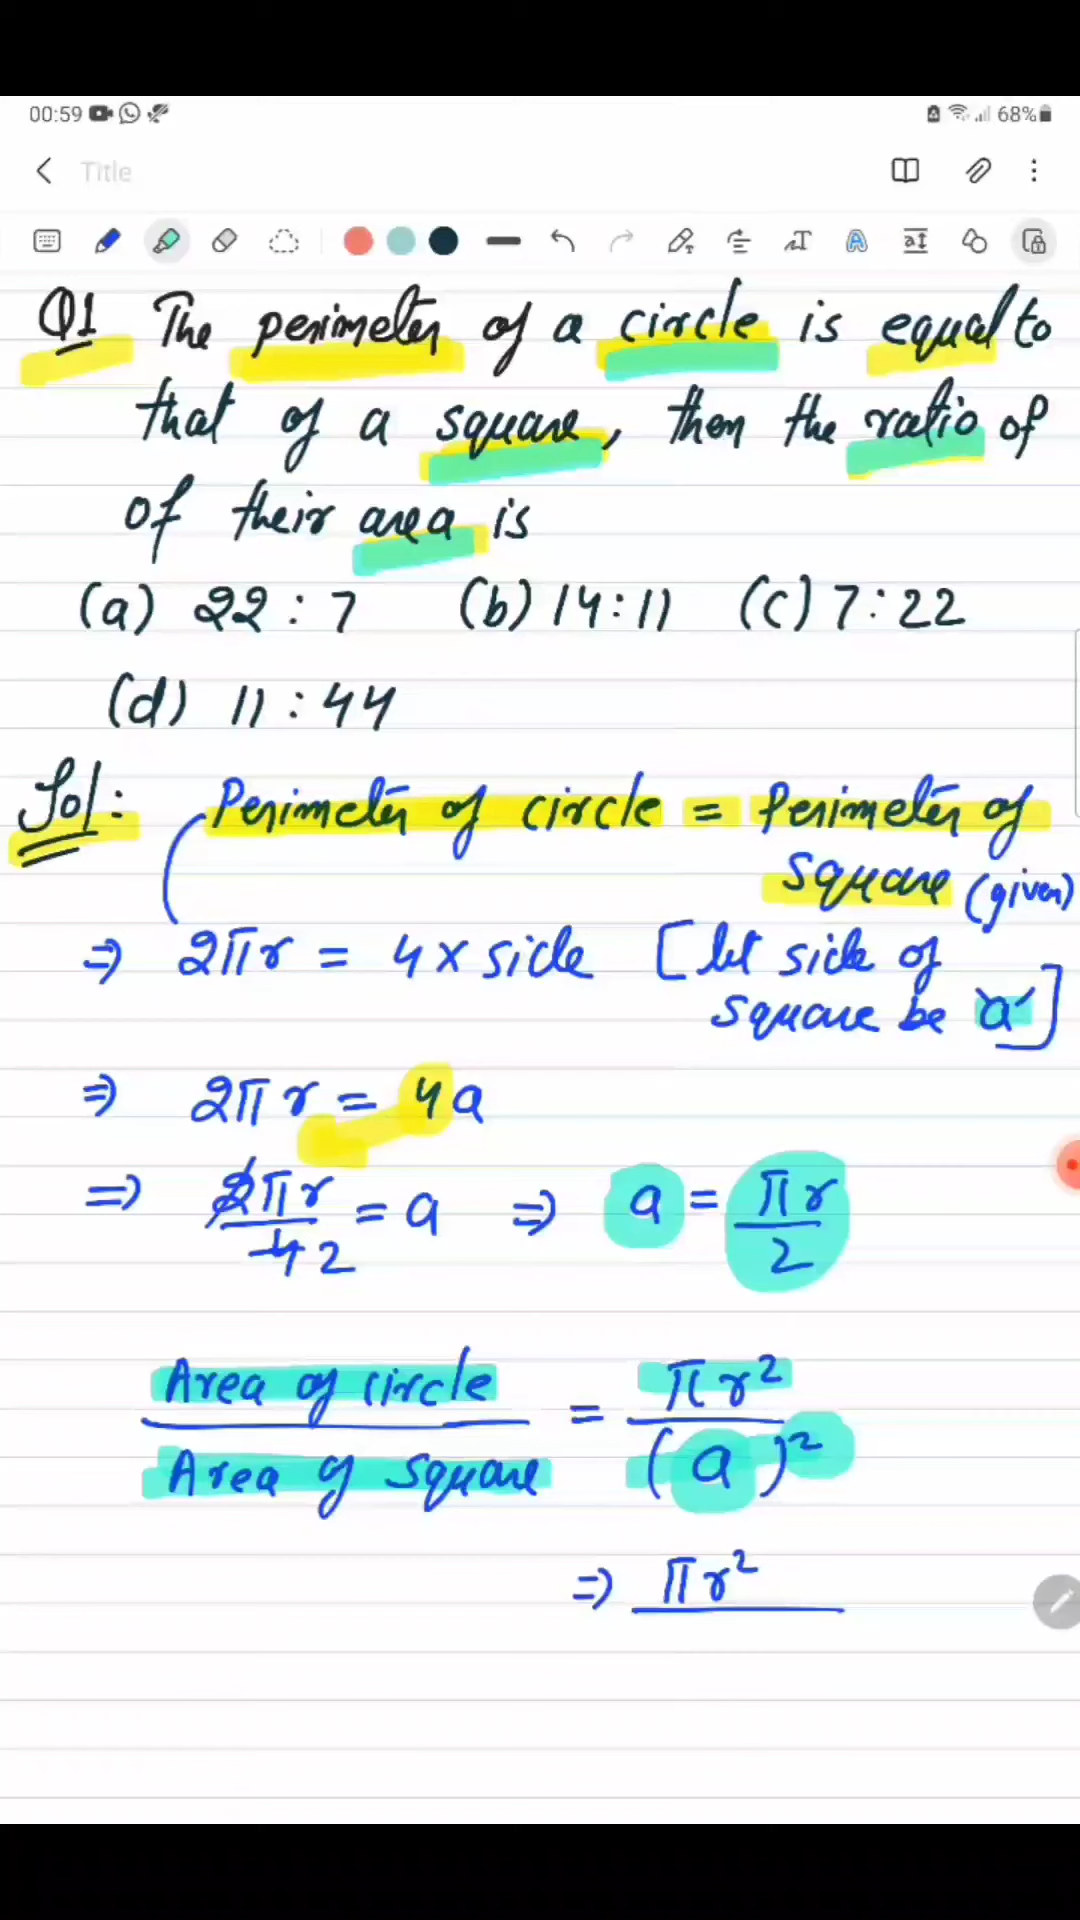 00:59 68%
Title
Q1 The perimeter of a circle is equal to
that of a square, then the ratio of
of their area is
(a) 22 : 7 (b) 14:11 (c) 7:22
(d) 11 : 44
Sol: Perimeter of circle = Perimeter of
square (given)
⇒ 2πr = 4 x side [let side of
square be 'a']
⇒ 2πr = 4a
⇒ 2πr/4 2 = a ⇒ a = πr/2
Area of circle/Area of square = πr²/(a)²
⇒ πr²